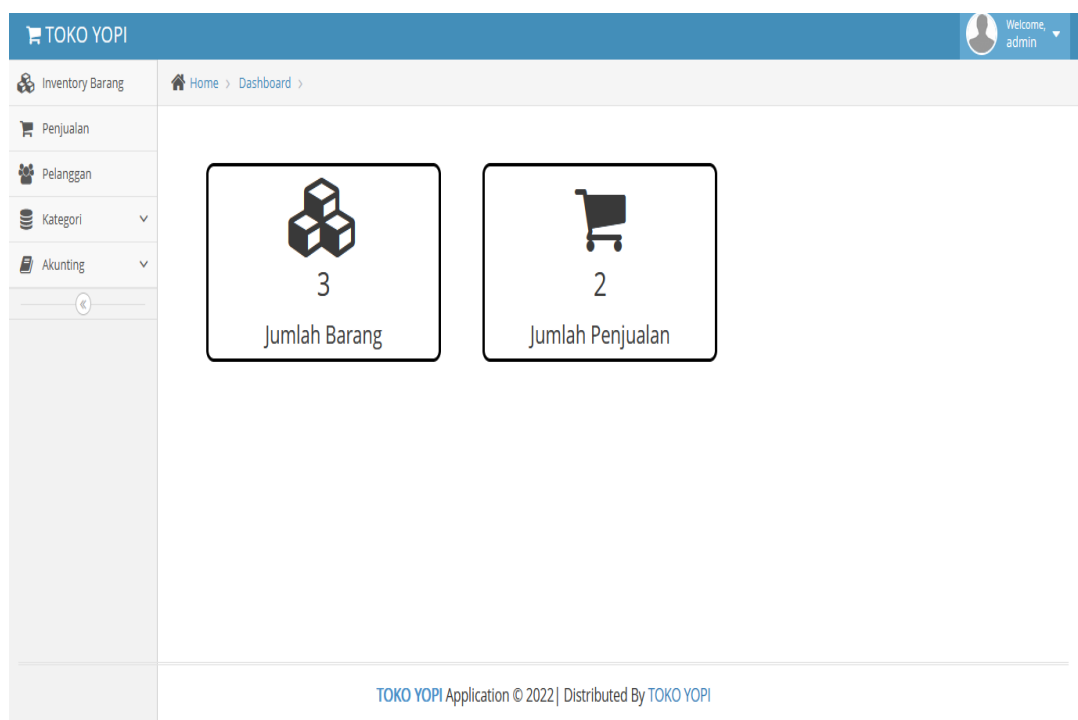 TOKO YOPI
Welcome,
admin
Inventory Barang
Penjualan
Pelanggan
Kategori
Akunting
Home > Dashboard >
3
Jumlah Barang
2
Jumlah Penjualan
TOKO YOPI Application © 2022| Distributed By TOKO YOPI